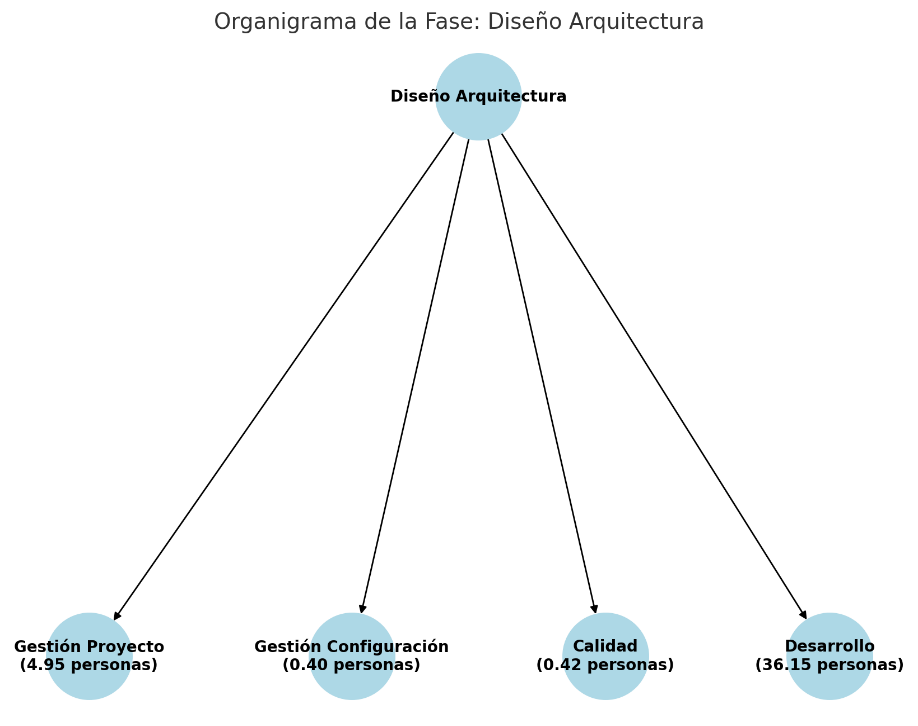 Organigrama de la Fase: Diseño Arquitectura
Diseño Arquitectura
Gestión Proyecto
(4.95 personas)
Gestión Configuración
(0.40 personas)
Calidad
(0.42 personas)
Desarrollo
(36.15 personas)